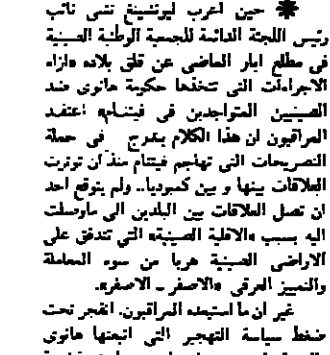 ✱ حين اعرب ليوتشينغ تشي نائب
رئيس اللجنة الدائمة للجمعية الوطنية الصينية
في مطلع ايار الماضي عن قلق بلاده «ازاء
الاجراءات التي تتخذها حكومة هانوي ضد
الصينيين المتواجدين في فيتنام» اعتقد
المراقبون ان هذا الكلام يندرج في حملة
التصريحات التي تهاجم فيتنام منذ ان توترت
العلاقات بينها و بين كمبوديا.. ولم يتوقع احد
ان تصل العلاقات بين البلدين الى ماوصلت
اليه بسبب «الاقلية الصينية» التي تتدفق على
الاراضي الصينية هربا من سوء المعاملة
والتمييز العرقي «الاصفر ـ الاصفر».
غير ان ما استبعده المراقبون. انفجر تحت
ضغط سياسة التهجير التي اتبعتها هانوي